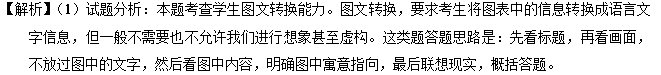 【解析】（1）试题分析：本题考查学生图文转换能力。图文转换，要求考生将图表中的信息转换成语言文
字信息，但一般不需要也不允许我们进行想象甚至虚构。这类题答题思路是：先看标题，再看画面，
不放过图中的文字，然后看图中内容，明确图中寓意指向，最后联想现实，概括答题。